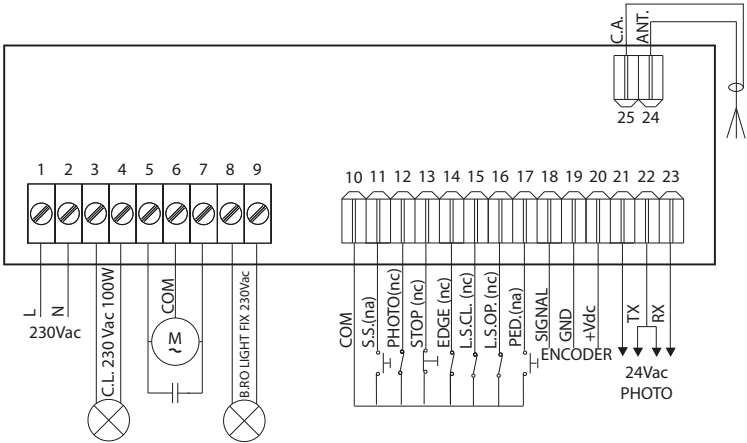 C.A.
ANT.
25 24
1 2 3 4 5 6 7 8 9
10 11 12 13 14 15 16 17 18 19 20 21 22 23
L
N
230Vac
C.L. 230 Vac 100W
COM
M
~
B.RO LIGHT FIX 230Vac
COM
S.S.(na)
PHOTO(nc)
STOP (nc)
EDGE (nc)
L.S.CL. (nc)
L.S.OP. (nc)
PED.(na)
SIGNAL
GND
+Vdc
ENCODER
TX
RX
24Vac
PHOTO